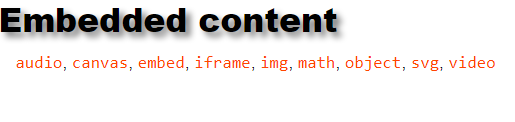 Embedded content
audio, canvas, embed, iframe, img, math, object, svg, video